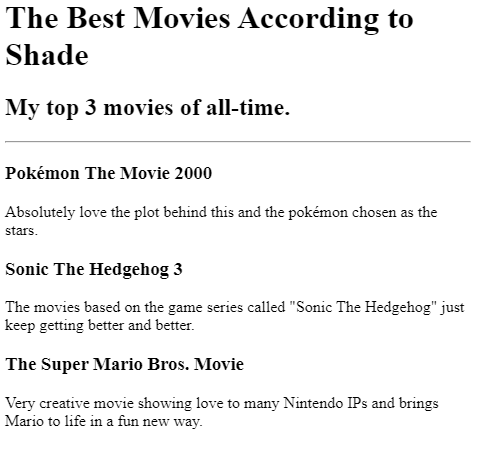 The Best Movies According to
Shade
My top 3 movies of all-time.
Pokémon The Movie 2000
Absolutely love the plot behind this and the pokémon chosen as the
stars.
Sonic The Hedgehog 3
The movies based on the game series called "Sonic The Hedgehog" just
keep getting better and better.
The Super Mario Bros. Movie
Very creative movie showing love to many Nintendo IPs and brings
Mario to life in a fun new way.